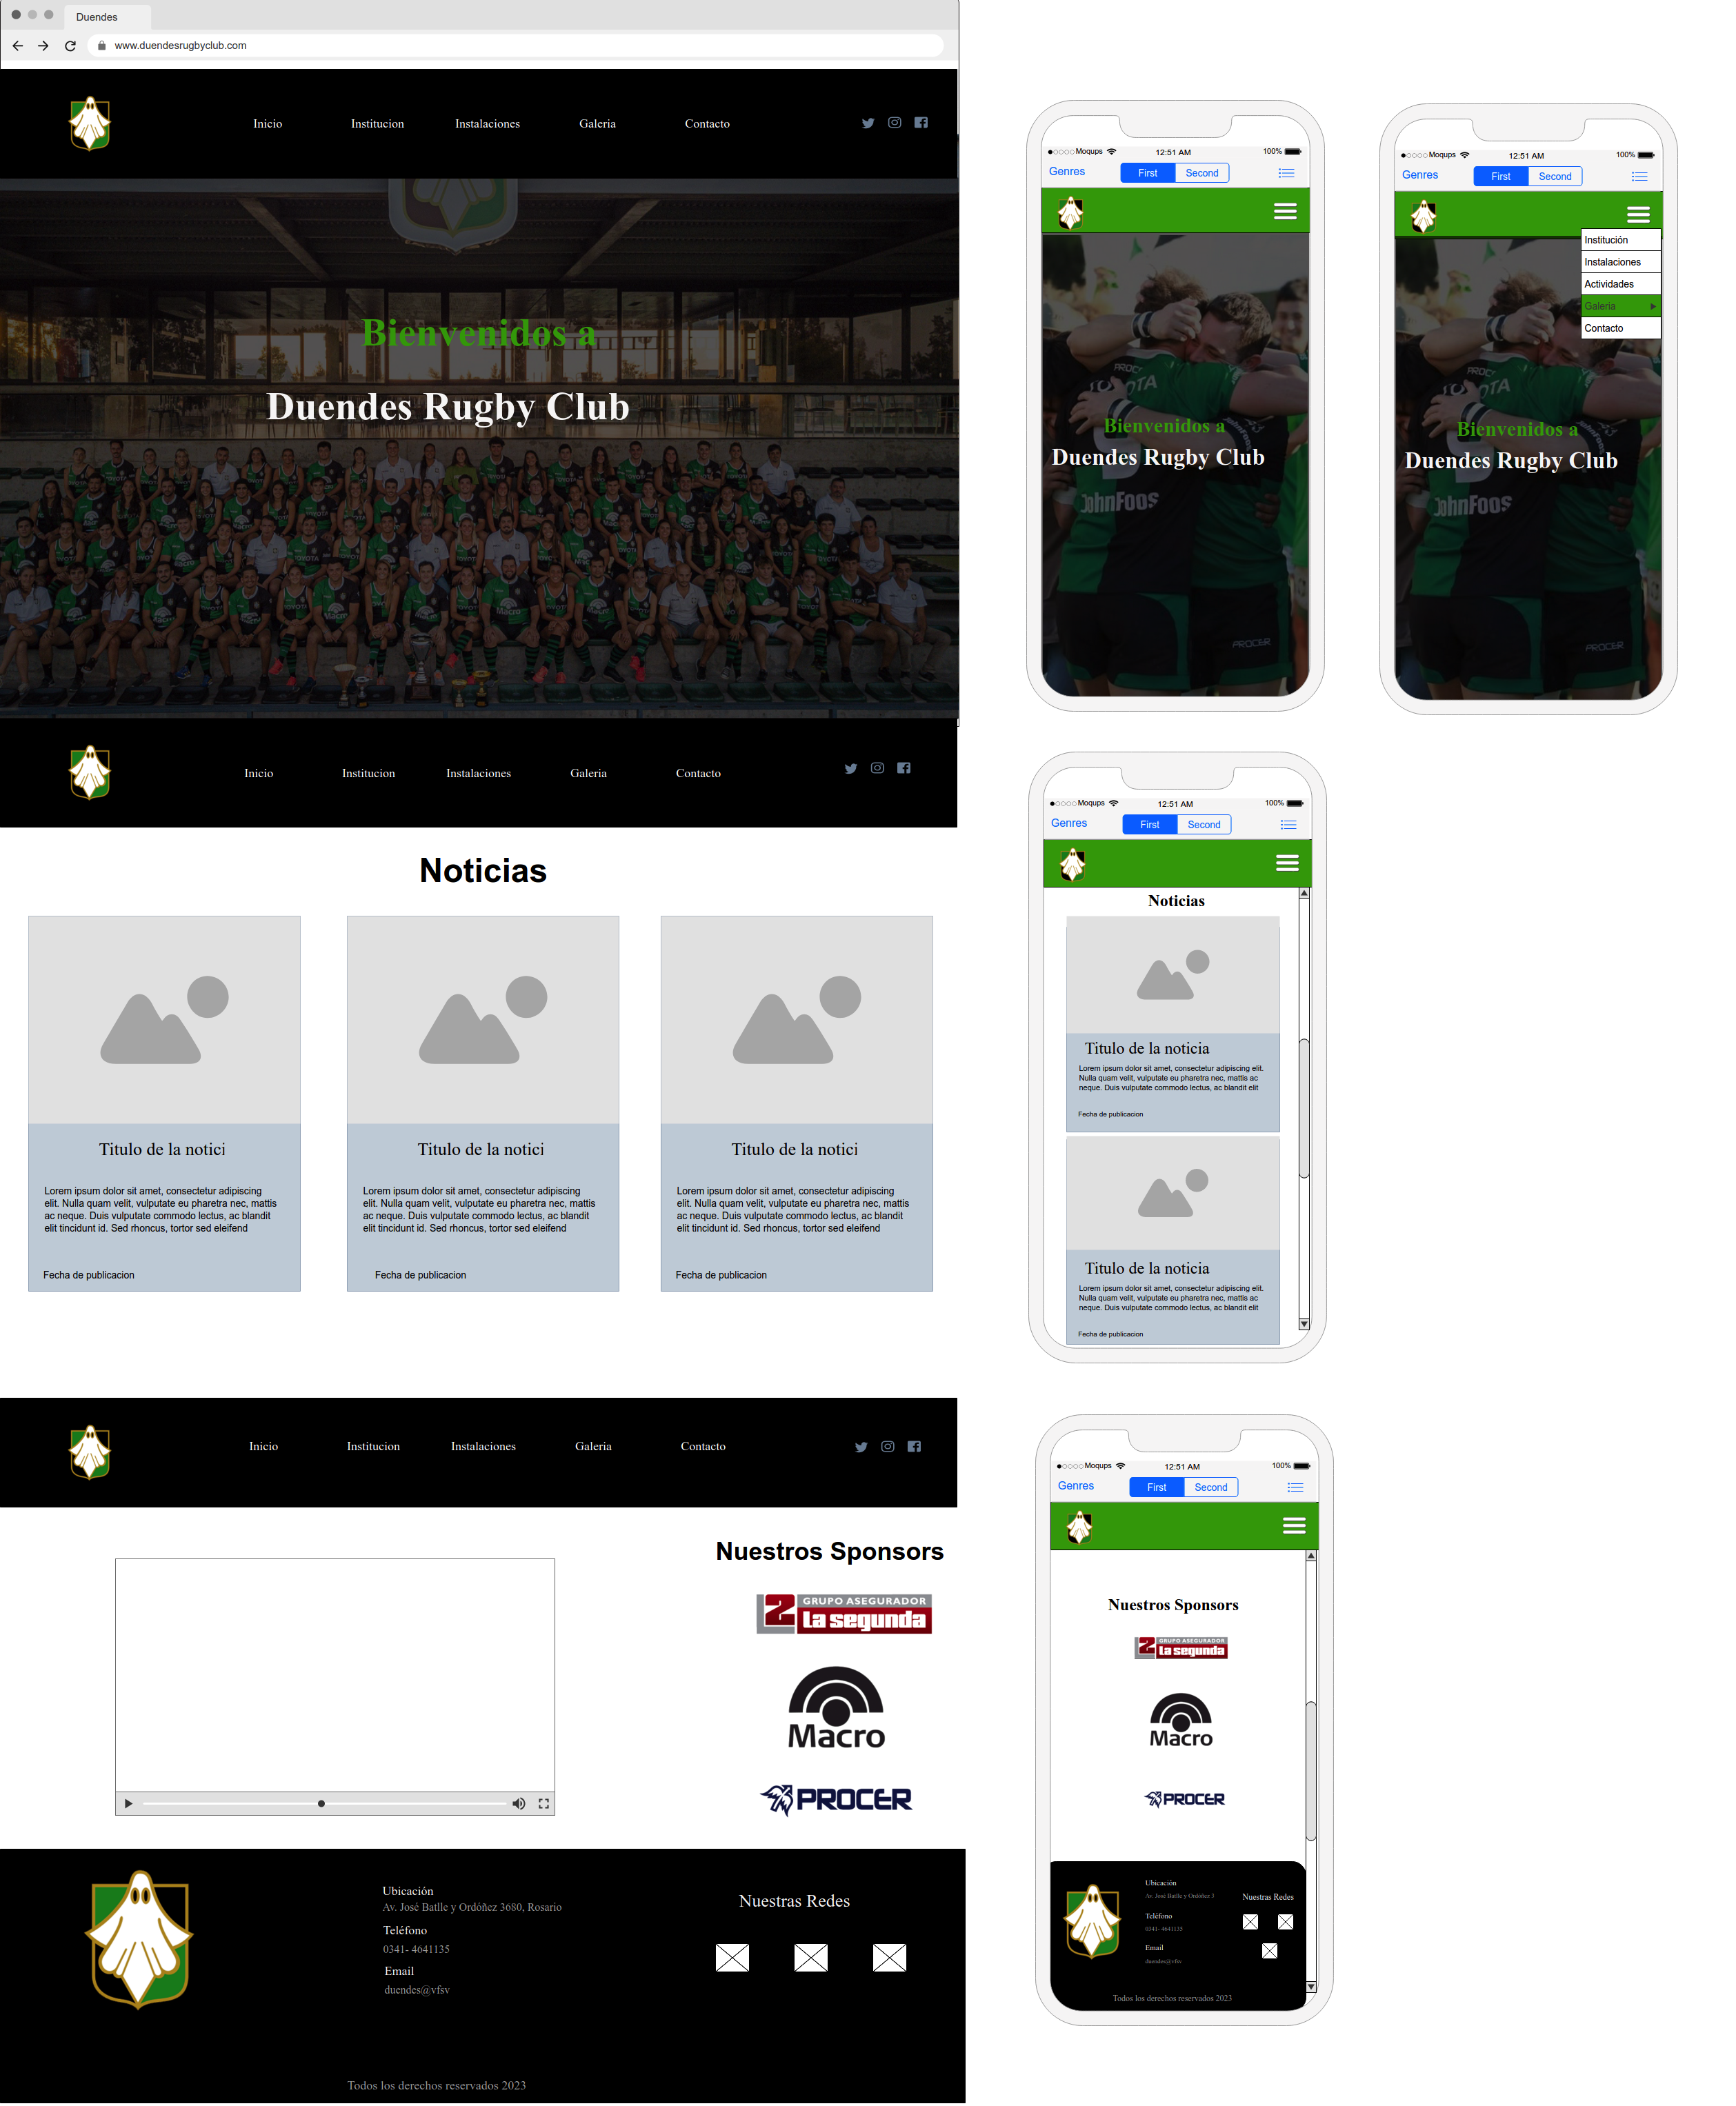 Duendes
www.duendesrugbyclub.com
Inicio Institucion Instalaciones Galeria Contacto
Bienvenidos a
Duendes Rugby Club
Inicio Institucion Instalaciones Galeria Contacto
Noticias
Titulo de la notici
Lorem ipsum dolor sit amet, consectetur adipiscing
elit. Nulla quam velit, vulputate eu pharetra nec, mattis
ac neque. Duis vulputate commodo lectus, ac blandit
elit tincidunt id. Sed rhoncus, tortor sed eleifend
Fecha de publicacion
Titulo de la notici
Lorem ipsum dolor sit amet, consectetur adipiscing
elit. Nulla quam velit, vulputate eu pharetra nec, mattis
ac neque. Duis vulputate commodo lectus, ac blandit
elit tincidunt id. Sed rhoncus, tortor sed eleifend
Fecha de publicacion
Titulo de la notici
Lorem ipsum dolor sit amet, consectetur adipiscing
elit. Nulla quam velit, vulputate eu pharetra nec, mattis
ac neque. Duis vulputate commodo lectus, ac blandit
elit tincidunt id. Sed rhoncus, tortor sed eleifend
Fecha de publicacion
Inicio Institucion Instalaciones Galeria Contacto
Nuestros Sponsors
2 GRUPO ASEGURADOR
La segunda
Macro
PROCER
Ubicación
Av. José Batlle y Ordóñez 3680, Rosario
Teléfono
0341- 4641135
Email
duendes@vfsv
Nuestras Redes
Todos los derechos reservados 2023
Moqups 12:51 AM 100%
Genres First Second
PROCER
TOYOTA
Bienvenidos a
Duendes Rugby Club
JohnFoos
PROCER
Moqups 12:51 AM 100%
Genres First Second
Institución
Instalaciones
Actividades
Galeria
Contacto
Bienvenidos a
Duendes Rugby Club
JohnFoos
PROCER
Moqups 12:51 AM 100%
Genres First Second
Noticias
Titulo de la noticia
Lorem ipsum dolor sit amet, consectetur adipiscing elit.
Nulla quam velit, vulputate eu pharetra nec, mattis ac
neque. Duis vulputate commodo lectus, ac blandit elit
Fecha de publicacion
Titulo de la noticia
Lorem ipsum dolor sit amet, consectetur adipiscing elit.
Nulla quam velit, vulputate eu pharetra nec, mattis ac
neque. Duis vulputate commodo lectus, ac blandit elit
Fecha de publicacion
Moqups 12:51 AM 100%
Genres First Second
Nuestros Sponsors
2 GRUPO ASEGURADOR
La segunda
Macro
PROCER
Ubicación
Av. José Batlle y Ordóñez 3
Teléfono
0341- 4641135
Email
duendes@vfsv
Nuestras Redes
Todos los derechos reservados 2023